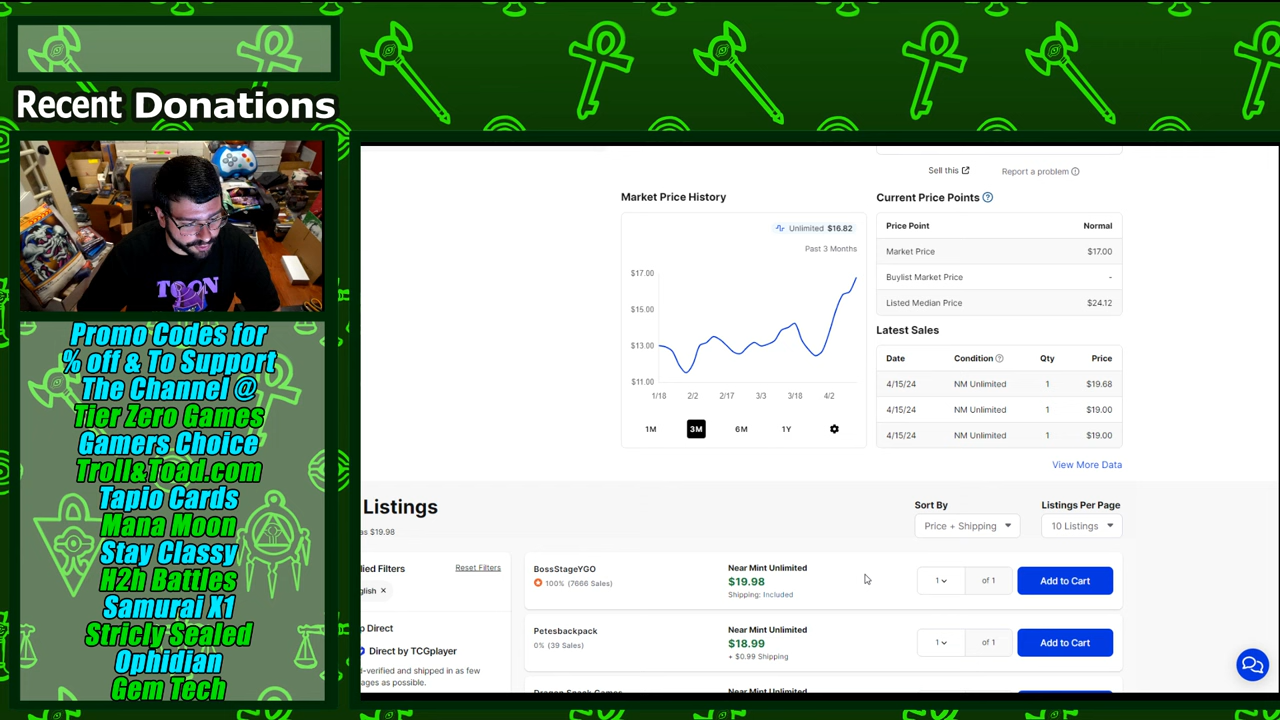 Recent Donations
TOON
Promo Codes for
% off & To Support
The Channel @
Tier Zero Games
Gamers Choice
Troll&Toad.com
Tapio Cards
Mana Moon
Stay Classy
H2h Battles
Samurai X1
Stricly Sealed
Ophidian
Gem Tech
Sell this
Report a problem
Market Price History
Unlimited $16.82
Past 3 Months
$17.00
$15.00
$13.00
$11.00
1/18 2/2 2/17 3/3 3/18 4/2
1M 3M 6M 1Y
Current Price Points
Price Point Normal
Market Price $17.00
Buylist Market Price -
Listed Median Price $24.12
Latest Sales
Date Condition Qty Price
4/15/24 NM Unlimited 1 $19.68
4/15/24 NM Unlimited 1 $19.00
4/15/24 NM Unlimited 1 $19.00
View More Data
Listings
as $19.98
Sort By
Price + Shipping
Listings Per Page
10 Listings
lied Filters Reset Filters
glish ×
o Direct
Direct by TCGplayer
-verified and shipped in as few
ages as possible.
BossStageYGO
100% (7666 Sales)
Near Mint Unlimited
$19.98
Shipping: Included
1 of 1 Add to Cart
Petesbackpack
0% (39 Sales)
Near Mint Unlimited
$18.99
+ $0.99 Shipping
1 of 1 Add to Cart
Near Mint Unlimited